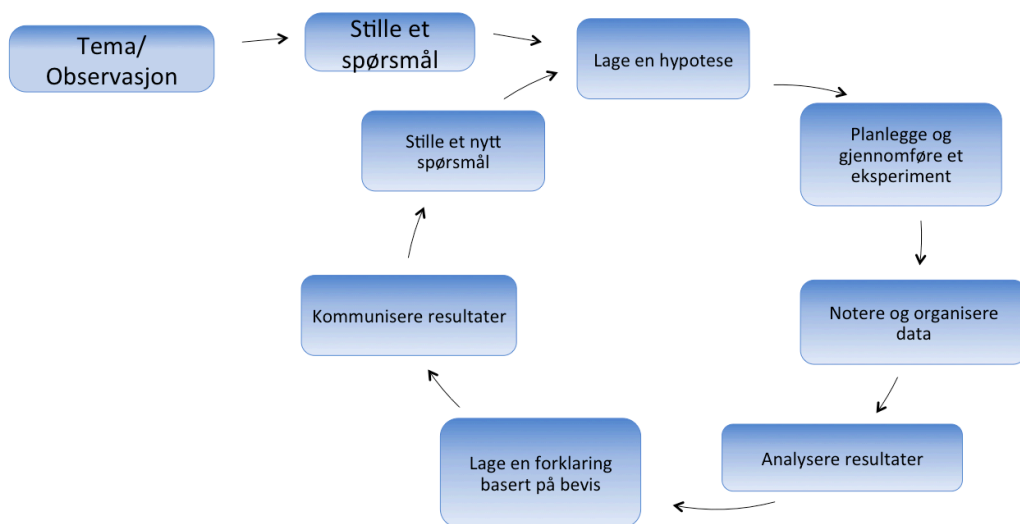 Tema/
Observasjon
Stille et
spørsmål
Lage en hypotese
Planlegge og
gjennomføre et
eksperiment
Notere og organisere
data
Analysere resultater
Lage en forklaring
basert på bevis
Kommunisere resultater
Stille et nytt
spørsmål